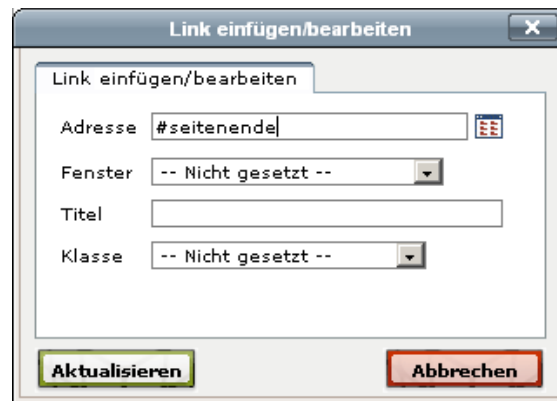 Link einfügen/bearbeiten
Link einfügen/bearbeiten
Adresse #seitenende
Fenster -- Nicht gesetzt --
Titel
Klasse -- Nicht gesetzt --
Aktualisieren Abbrechen